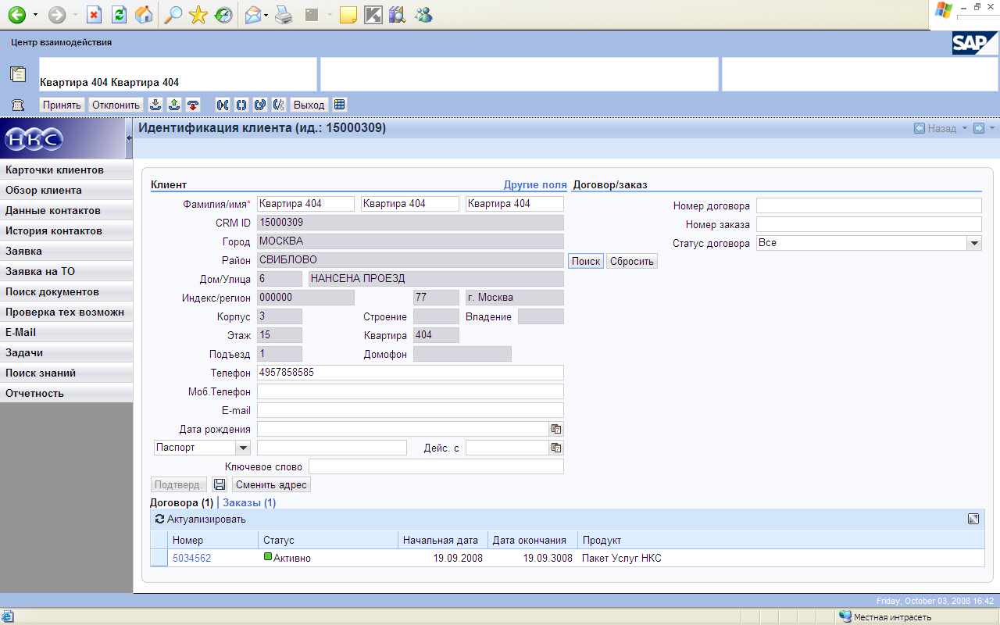 Центр взаимодействия
SAP
Квартира 404 Квартира 404
Принять Отклонить Выход
НКС
Идентификация клиента (ид.: 15000309)
Назад
Карточки клиентов
Обзор клиента
Данные контактов
История контактов
Заявка
Заявка на ТО
Поиск документов
Проверка тех возможн
E-Mail
Задачи
Поиск знаний
Отчетность
Клиент Другие поля
Фамилия/имя* Квартира 404 Квартира 404 Квартира 404
CRM ID 15000309
Город МОСКВА
Район СВИБЛОВО
Дом/Улица 6 НАНСЕНА ПРОЕЗД
Индекс/регион 000000 77 г. Москва
Корпус 3 Строение Владение
Этаж 15 Квартира 404
Подъезд 1 Домофон
Телефон 4957858585
Моб.Телефон
E-mail
Дата рождения
Паспорт Дейс. с
Ключевое слово
Подтверд. Сменить адрес
Договор/заказ
Номер договора
Номер заказа
Статус договора Все
Поиск Сбросить
Договора (1) Заказы (1)
Актуализировать
Номер Статус Начальная дата Дата окончания Продукт
5034562 Активно 19.09.2008 19.09.3008 Пакет Услуг НКС
Friday, October 03, 2008 16:42
Местная интрасеть